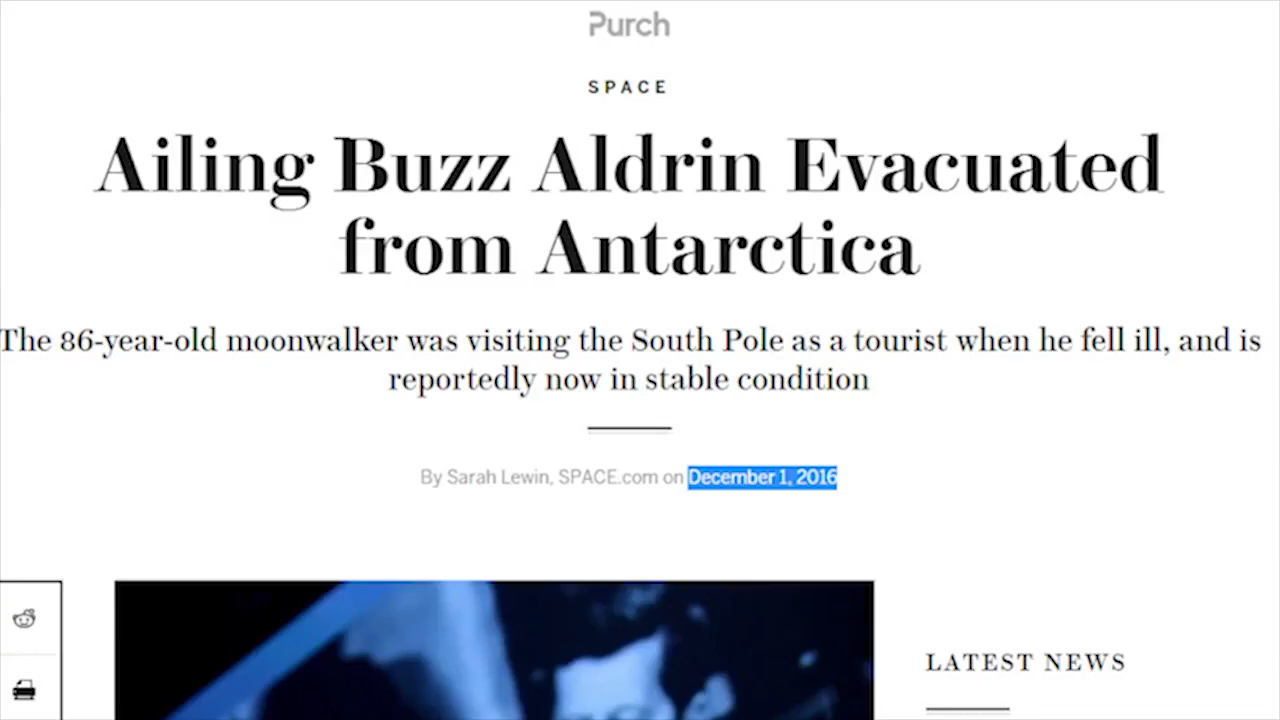 Purch
SPACE
Ailing Buzz Aldrin Evacuated
from Antarctica
The 86-year-old moonwalker was visiting the South Pole as a tourist when he fell ill, and is
reportedly now in stable condition
By Sarah Lewin, SPACE.com on December 1, 2016
LATEST NEWS